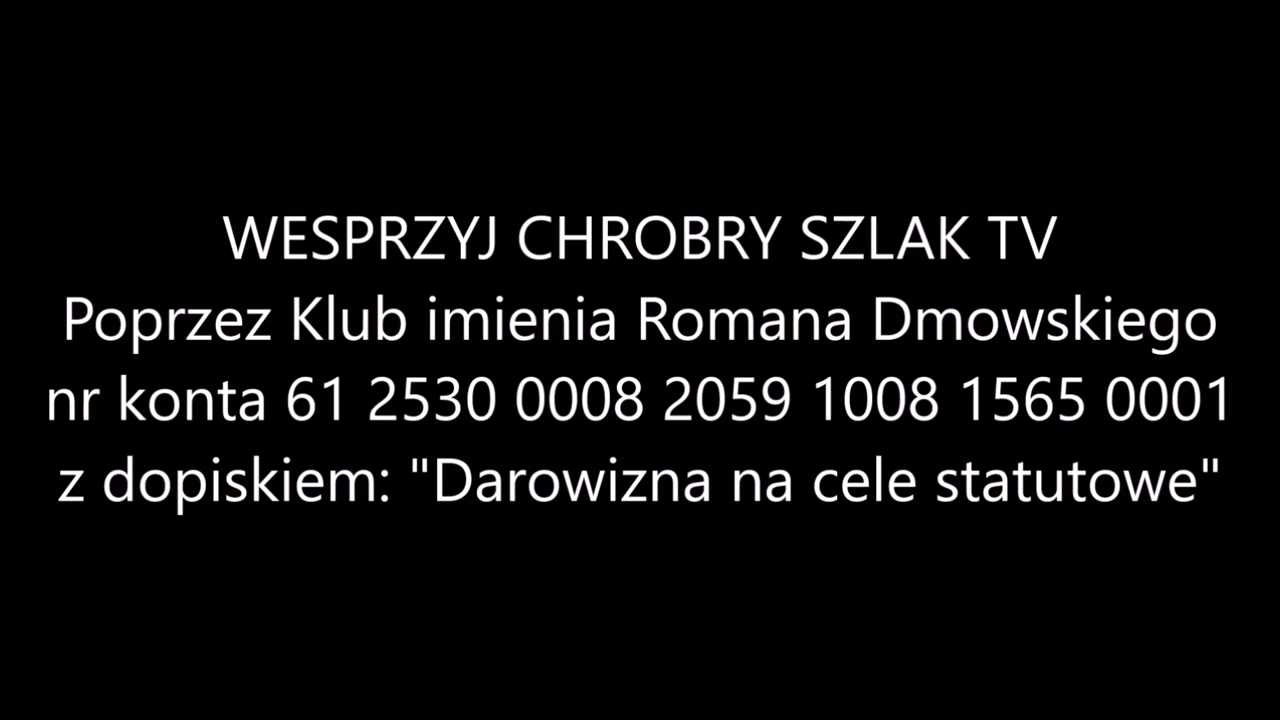 WESPRZYJ CHROBRY SZLAK TV
Poprzez Klub imienia Romana Dmowskiego
nr konta 61 2530 0008 2059 1008 1565 0001
z dopiskiem: "Darowizna na cele statutowe"